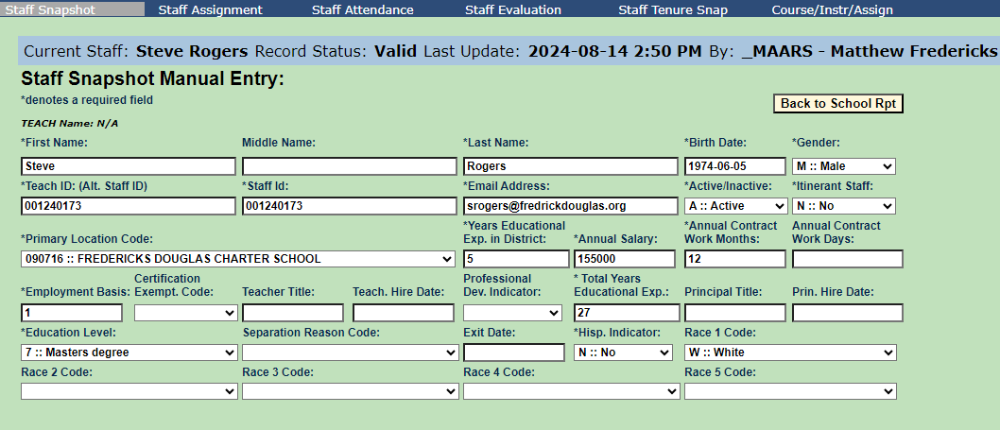 Staff Snapshot Staff Assignment Staff Attendance Staff Evaluation Staff Tenure Snap Course/Instr/Assign
Current Staff: Steve Rogers Record Status: Valid Last Update: 2024-08-14 2:50 PM By: _MAARS - Matthew Fredericks
Staff Snapshot Manual Entry:
*denotes a required field
Back to School Rpt
TEACH Name: N/A
*First Name: Middle Name: *Last Name: *Birth Date: *Gender:
Steve Rogers 1974-06-05 M :: Male
*Teach ID: (Alt. Staff ID) *Staff Id: *Email Address: *Active/Inactive: *Itinerant Staff:
001240173 001240173 srogers@fredrickdouglas.org A :: Active N :: No
*Primary Location Code: *Years Educational Exp. in District: *Annual Salary: *Annual Contract Work Months: Annual Contract Work Days:
090716 :: FREDERICKS DOUGLAS CHARTER SCHOOL 5 155000 12
*Employment Basis: Certification Exempt. Code: Teacher Title: Teach. Hire Date: Professional Dev. Indicator: * Total Years Educational Exp.: Principal Title: Prin. Hire Date:
1 27
*Education Level: Separation Reason Code: Exit Date: *Hisp. Indicator: Race 1 Code:
7 :: Masters degree N :: No W :: White
Race 2 Code: Race 3 Code: Race 4 Code: Race 5 Code: